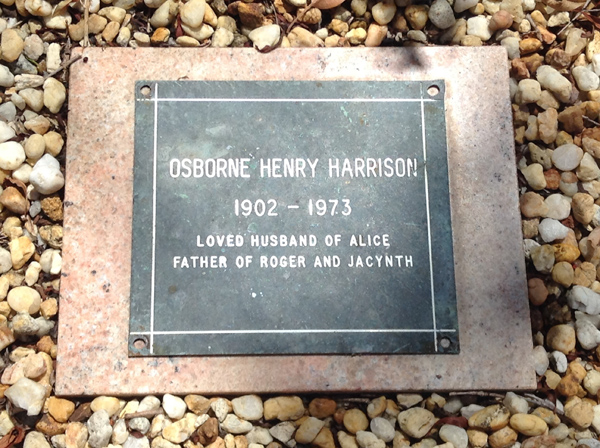 OSBORNE HENRY HARRISON
1902 - 1973
LOVED HUSBAND OF ALICE
FATHER OF ROGER AND JACYNTH